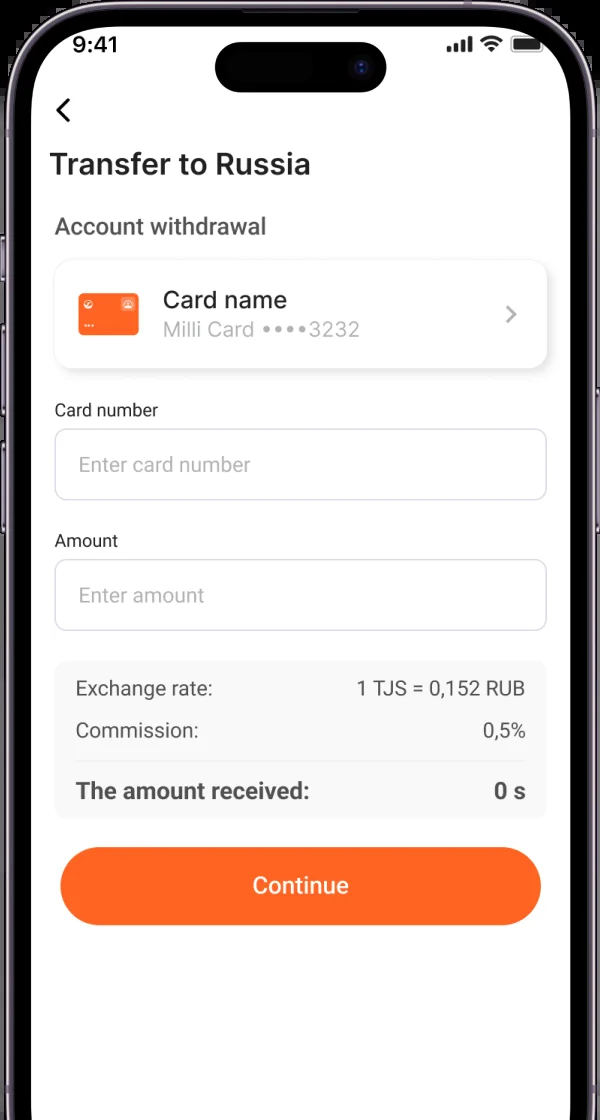 9:41
Transfer to Russia
Account withdrawal
Card name
Milli Card ••••3232
Card number
Enter card number
Amount
Enter amount
Exchange rate: 1 TJS = 0,152 RUB
Commission: 0,5%
The amount received: 0 s
Continue